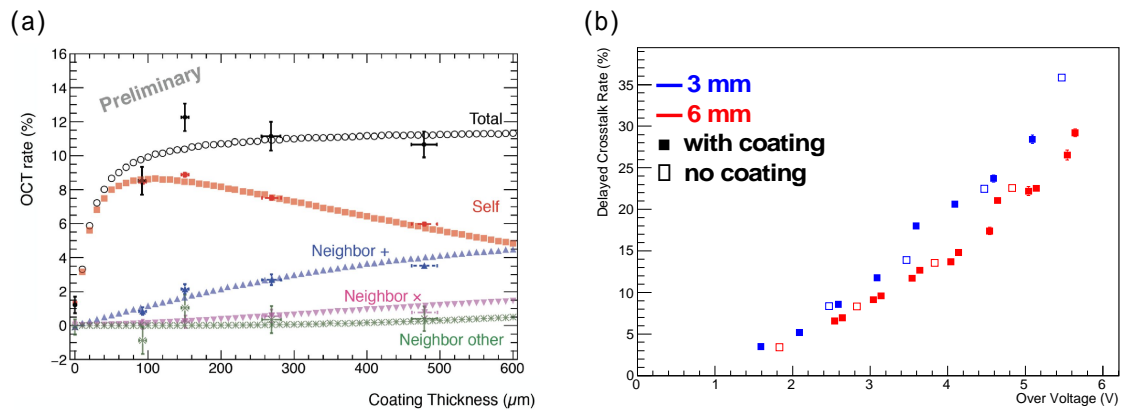 (a)
OCT rate (%)
16
14
12
10
8
6
4
2
0
−2
Preliminary
Total
Self
Neighbor +
Neighbor ×
Neighbor other
0 100 200 300 400 500 600
Coating Thickness (μm)
(b)
Delayed Crosstalk Rate (%)
35
30
25
20
15
10
5
0
3 mm
6 mm
with coating
no coating
0 1 2 3 4 5 6
Over Voltage (V)